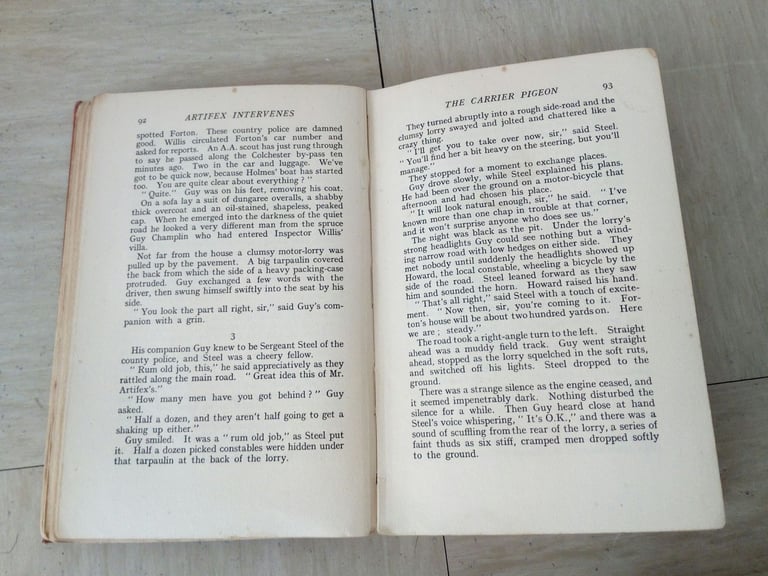 92 ARTIFEX INTERVENES
spotted Forton. These country police are damned
good. Willis circulated Forton's car number and
asked for reports. An A.A. scout has just rung through
to say he passed along the Colchester by-pass ten
minutes ago. Two in the car and luggage. We've
got to be quick now, because Holmes' boat has started
too. You are quite clear about everything?"
"Quite." Guy was on his feet, removing his coat.
On a sofa lay a suit of dungaree overalls, a shabby
thick overcoat and an oil-stained, shapeless, peaked
cap. When he emerged into the darkness of the quiet
road he looked a very different man from the spruce
Guy Champlin who had entered Inspector Willis'
villa.
Not far from the house a clumsy motor-lorry was
pulled up by the pavement. A big tarpaulin covered
the back from which the side of a heavy packing-case
protruded. Guy exchanged a few words with the
driver, then swung himself swiftly into the seat by his
side.
"You look the part all right, sir," said Guy's com-
panion with a grin.
3
His companion Guy knew to be Sergeant Steel of the
county police, and Steel was a cheery fellow.
"Rum old job, this," he said appreciatively as they
rattled along the main road. "Great idea this of Mr.
Artifex's."
"How many men have you got behind?" Guy
asked.
"Half a dozen, and they aren't half going to get a
shaking up either."
Guy smiled. It was a "rum old job," as Steel put
it. Half a dozen picked constables were hidden under
that tarpaulin at the back of the lorry.
THE CARRIER PIGEON 93
They turned abruptly into a rough side-road and the
clumsy lorry swayed and jolted and chattered like a
crazy thing.
"I'll get you to take over now, sir," said Steel.
"You'll find her a bit heavy on the steering, but you'll
manage."
They stopped for a moment to exchange places.
Guy drove slowly, while Steel explained his plans.
He had been over the ground on a motor-bicycle that
afternoon and had chosen his place.
"It will look natural enough, sir," he said. "I've
known more than one chap in trouble at that corner,
and it won't surprise anyone who does see us."
The night was black as the pit. Under the lorry's
strong headlights Guy could see nothing but a wind-
ing narrow road with low hedges on either side. They
met nobody until suddenly the headlights showed up
Howard, the local constable, wheeling a bicycle by the
side of the road. Steel leaned forward as they saw
him and sounded the horn. Howard raised his hand.
"That's all right," said Steel with a touch of excite-
ment. "Now then, sir, you're coming to it. For-
ton's house will be about two hundred yards on. Here
we are; steady."
The road took a right-angle turn to the left. Straight
ahead was a muddy field track. Guy went straight
ahead, stopped as the lorry squelched in the soft ruts,
and switched off his lights. Steel dropped to the
ground.
There was a strange silence as the engine ceased, and
it seemed impenetrably dark. Nothing disturbed the
silence for a while. Then Guy heard close at hand
Steel's voice whispering, "It's O.K.," and there was a
sound of scuffling from the rear of the lorry, a series of
faint thuds as six stiff, cramped men dropped softly
to the ground.